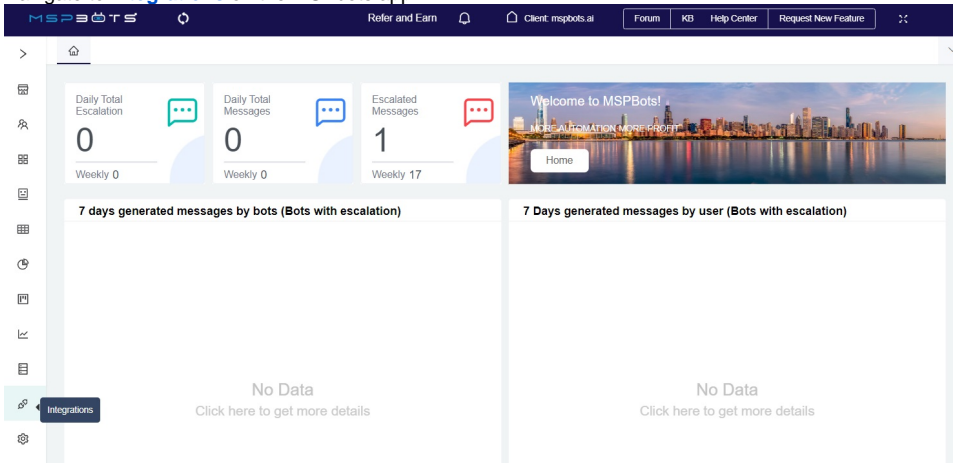 MSPBOTS
Refer and Earn
Client: mspbots.ai
Forum
KB
Help Center
Request New Feature
Daily Total
Escalation
0
Weekly 0
Daily Total
Messages
0
Weekly 0
Escalated
Messages
1
Weekly 17
Welcome to MSPBots!
MORE AUTOMATION MORE PROFIT
Home
7 days generated messages by bots (Bots with escalation)
No Data
Click here to get more details
7 Days generated messages by user (Bots with escalation)
No Data
Click here to get more details
Integrations